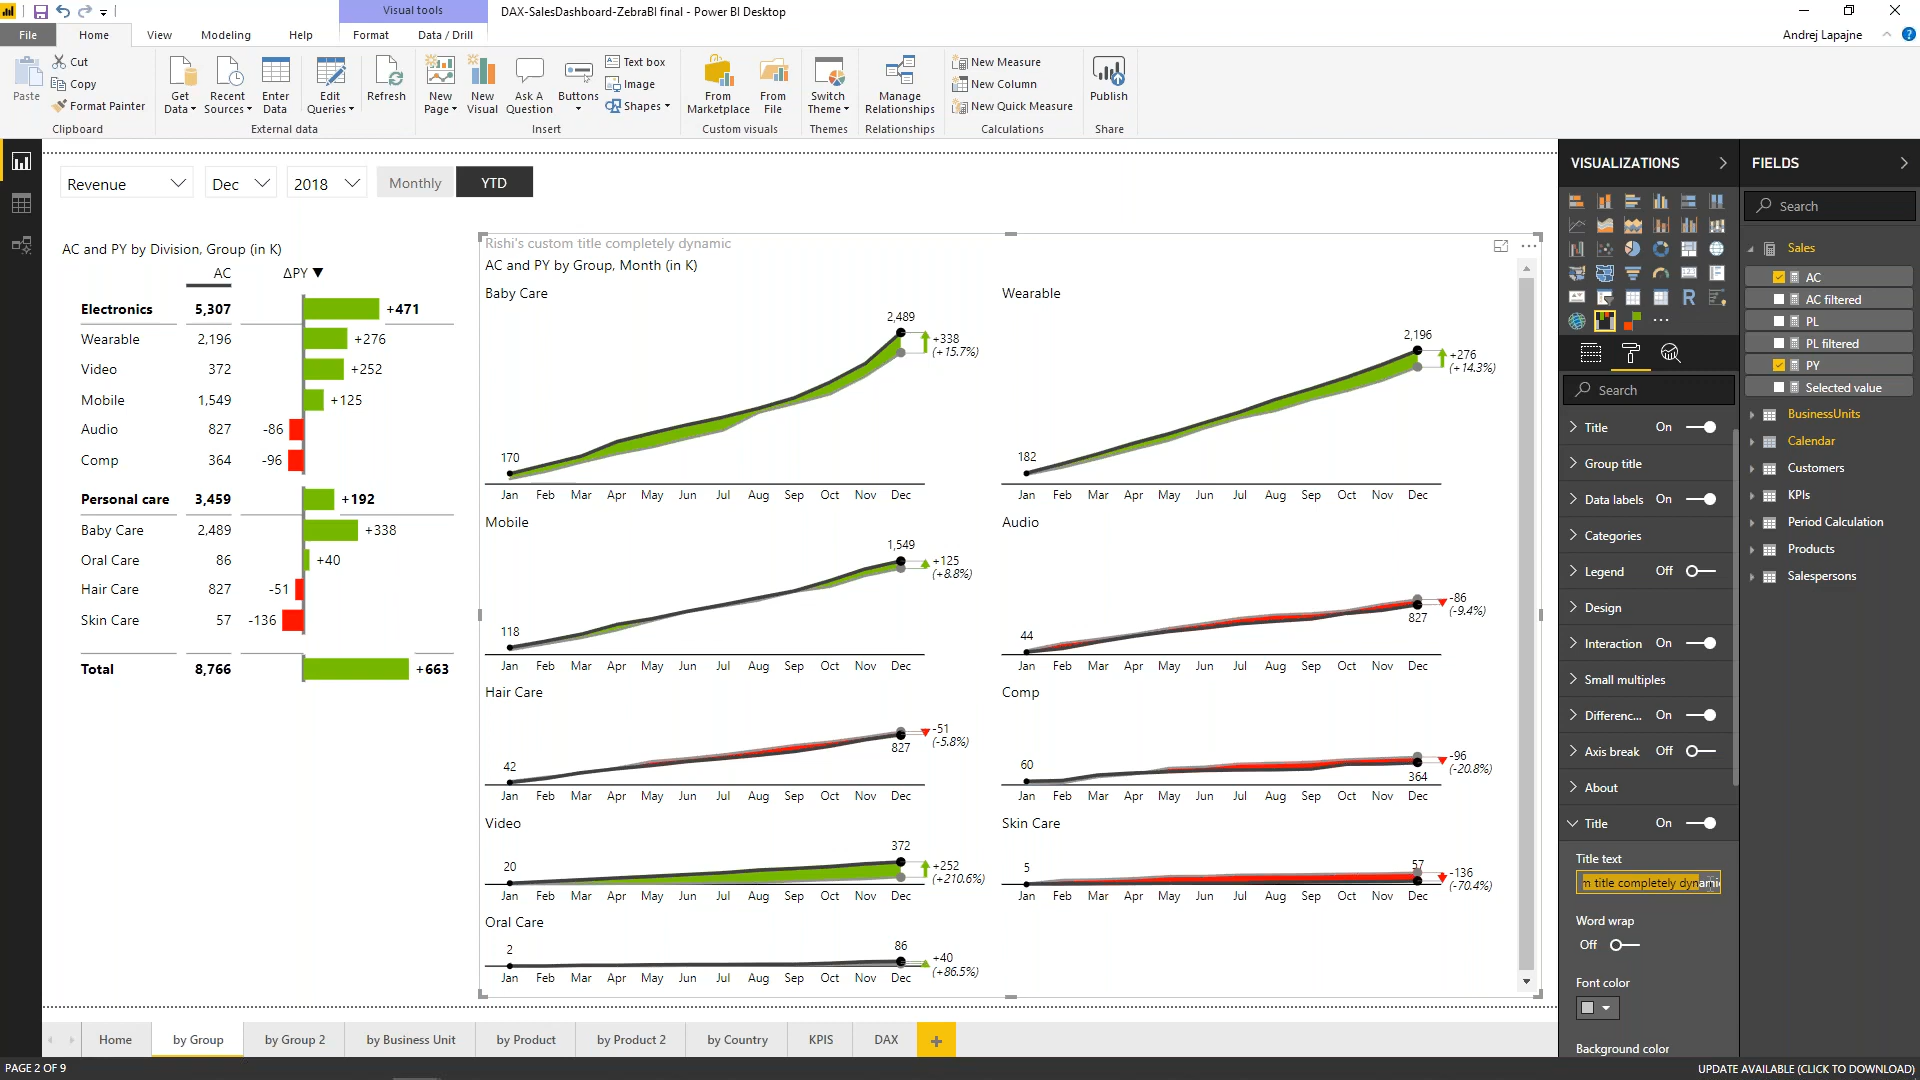 Visual tools
DAX-SalesDashboard-ZebraBI final - Power BI Desktop
File Home View Modeling Help Format Data / Drill
Andrej Lapajne
Paste
Cut
Copy
Format Painter
Clipboard
Get Data
Recent Sources
Enter Data
Edit Queries
Refresh
External data
New Page
New Visual
Ask A Question
Buttons
Text box
Image
Shapes
Insert
From Marketplace
From File
Custom visuals
Switch Theme
Themes
Manage Relationships
Relationships
New Measure
New Column
New Quick Measure
Calculations
Publish
Share
Revenue
Dec
2018
Monthly
YTD
AC and PY by Division, Group (in K)
AC ΔPY ▼
Electronics 5,307 +471
Wearable 2,196 +276
Video 372 +252
Mobile 1,549 +125
Audio 827 -86
Comp 364 -96
Personal care 3,459 +192
Baby Care 2,489 +338
Oral Care 86 +40
Hair Care 827 -51
Skin Care 57 -136
Total 8,766 +663
Rishi's custom title completely dynamic
AC and PY by Group, Month (in K)
Baby Care
170
2,489
+338
(+15.7%)
Jan Feb Mar Apr May Jun Jul Aug Sep Oct Nov Dec
Wearable
182
2,196
+276
(+14.3%)
Jan Feb Mar Apr May Jun Jul Aug Sep Oct Nov Dec
Mobile
118
1,549
+125
(+8.8%)
Jan Feb Mar Apr May Jun Jul Aug Sep Oct Nov Dec
Audio
44
-86
(-9.4%)
827
Jan Feb Mar Apr May Jun Jul Aug Sep Oct Nov Dec
Hair Care
42
-51
(-5.8%)
827
Jan Feb Mar Apr May Jun Jul Aug Sep Oct Nov Dec
Comp
60
-96
(-20.8%)
364
Jan Feb Mar Apr May Jun Jul Aug Sep Oct Nov Dec
Video
20
372
+252
(+210.6%)
Jan Feb Mar Apr May Jun Jul Aug Sep Oct Nov Dec
Skin Care
5
57
-136
(-70.4%)
Jan Feb Mar Apr May Jun Jul Aug Sep Oct Nov Dec
Oral Care
2
86
+40
(+86.5%)
Jan Feb Mar Apr May Jun Jul Aug Sep Oct Nov Dec
VISUALIZATIONS
R
Search
Title On
Group title
Data labels On
Categories
Legend Off
Design
Interaction On
Small multiples
Differenc... On
Axis break Off
About
Title On
Title text
m title completely dynami
Word wrap
Off
Font color
Background color
FIELDS
Search
Sales
AC
AC filtered
PL
PL filtered
PY
Selected value
BusinessUnits
Calendar
Customers
KPIs
Period Calculation
Products
Salespersons
Home by Group by Group 2 by Business Unit by Product by Product 2 by Country KPIS DAX +
PAGE 2 OF 9
UPDATE AVAILABLE (CLICK TO DOWNLOAD)